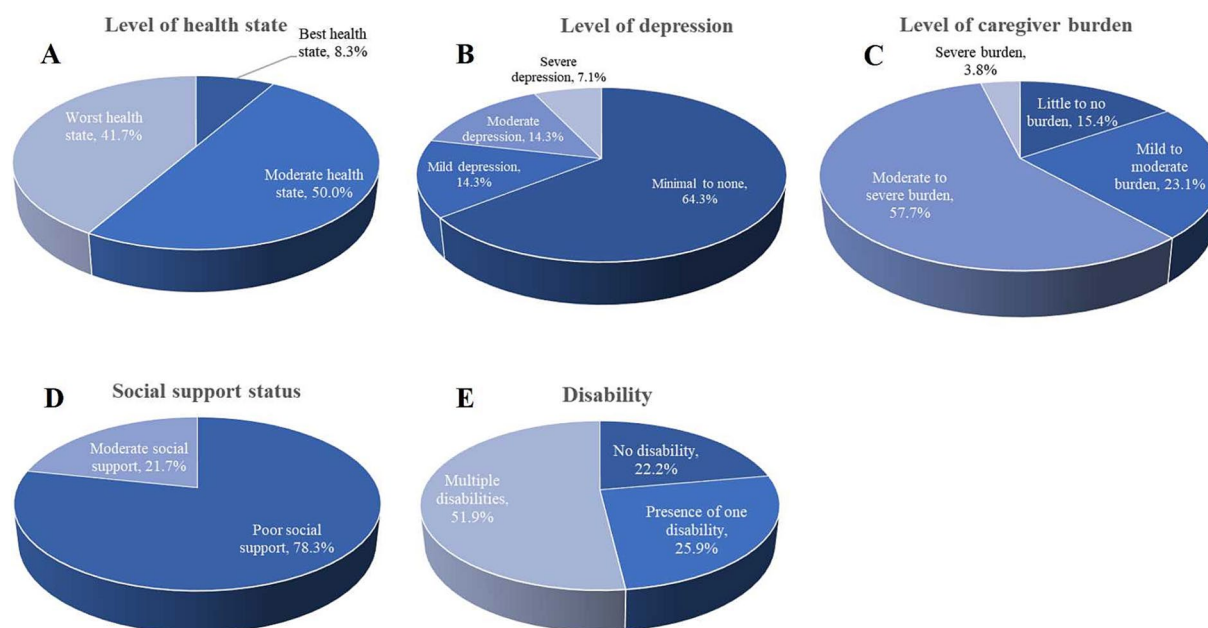 A
Level of health state
Best health
state, 8.3%
Worst health
state, 41.7%
Moderate health
state, 50.0%
B
Level of depression
Severe
depression, 7.1%
Moderate
depression, 14.3%
Mild depression,
14.3%
Minimal to none,
64.3%
C
Level of caregiver burden
Severe burden,
3.8%
Little to no
burden, 15.4%
Mild to
moderate
burden, 23.1%
Moderate to
severe burden,
57.7%
D
Social support status
Moderate social
support, 21.7%
Poor social
support, 78.3%
E
Disability
No disability,
22.2%
Multiple
disabilities,
51.9%
Presence of one
disability,
25.9%